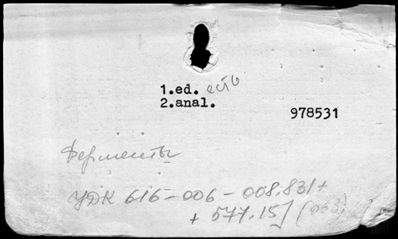 1.ed. есть
2.anal.
978531
Ферменты
УДК 616-006-008.831+
+577.15] (063)